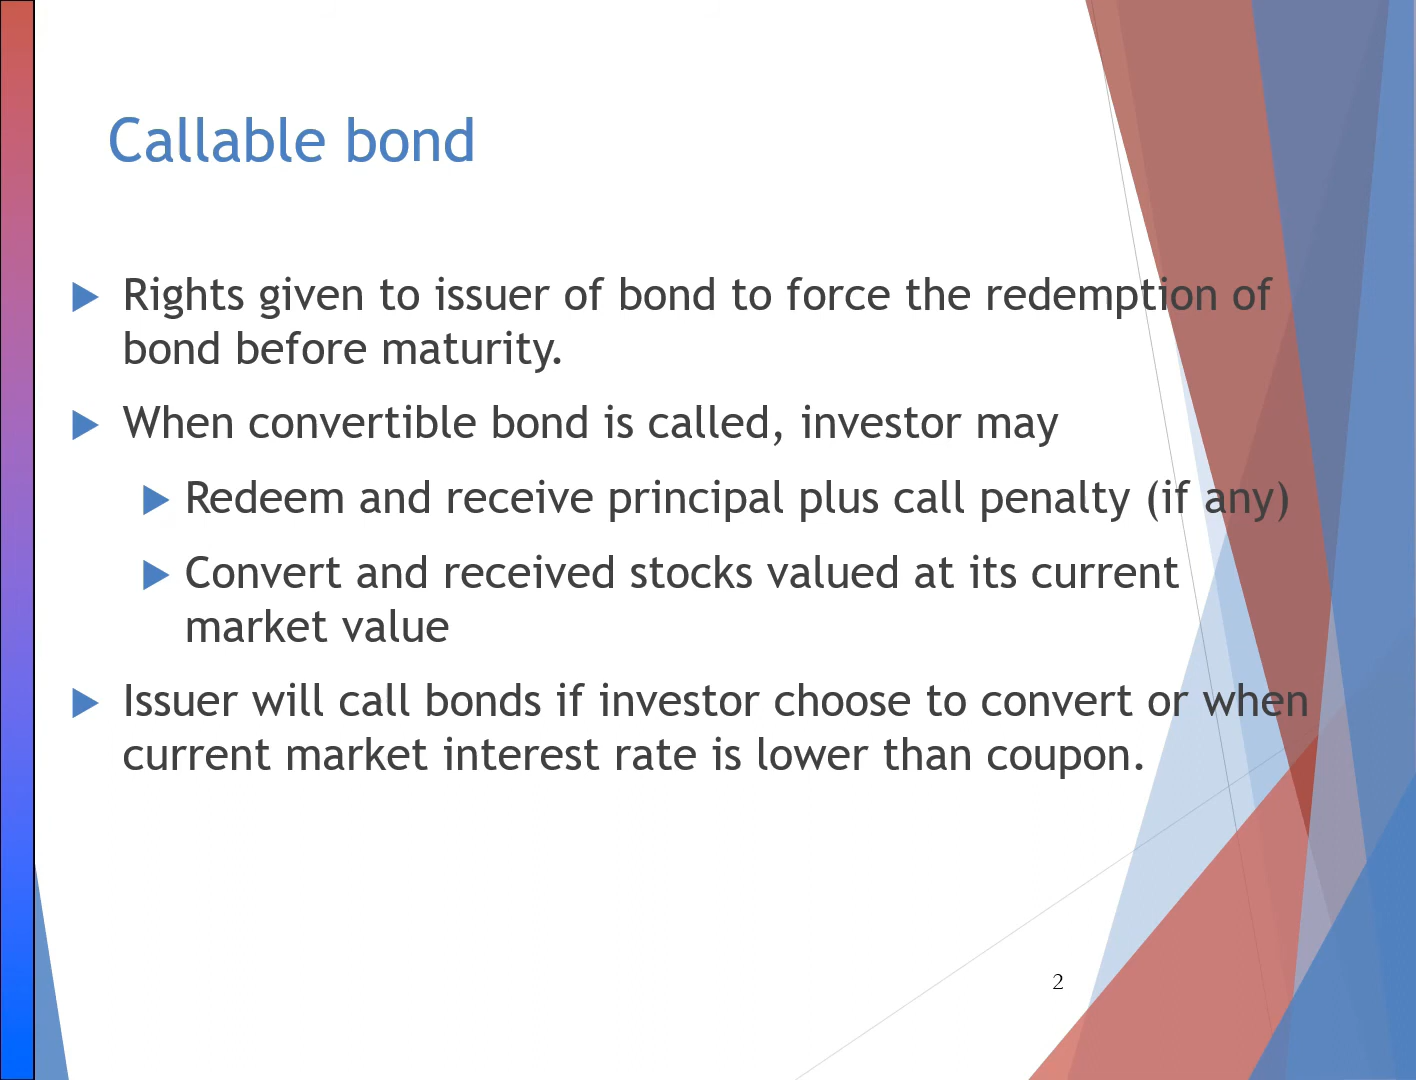 Callable bond
Rights given to issuer of bond to force the redemption of
bond before maturity.
When convertible bond is called, investor may
Redeem and receive principal plus call penalty (if any)
Convert and received stocks valued at its current
market value
Issuer will call bonds if investor choose to convert or when
current market interest rate is lower than coupon.
2